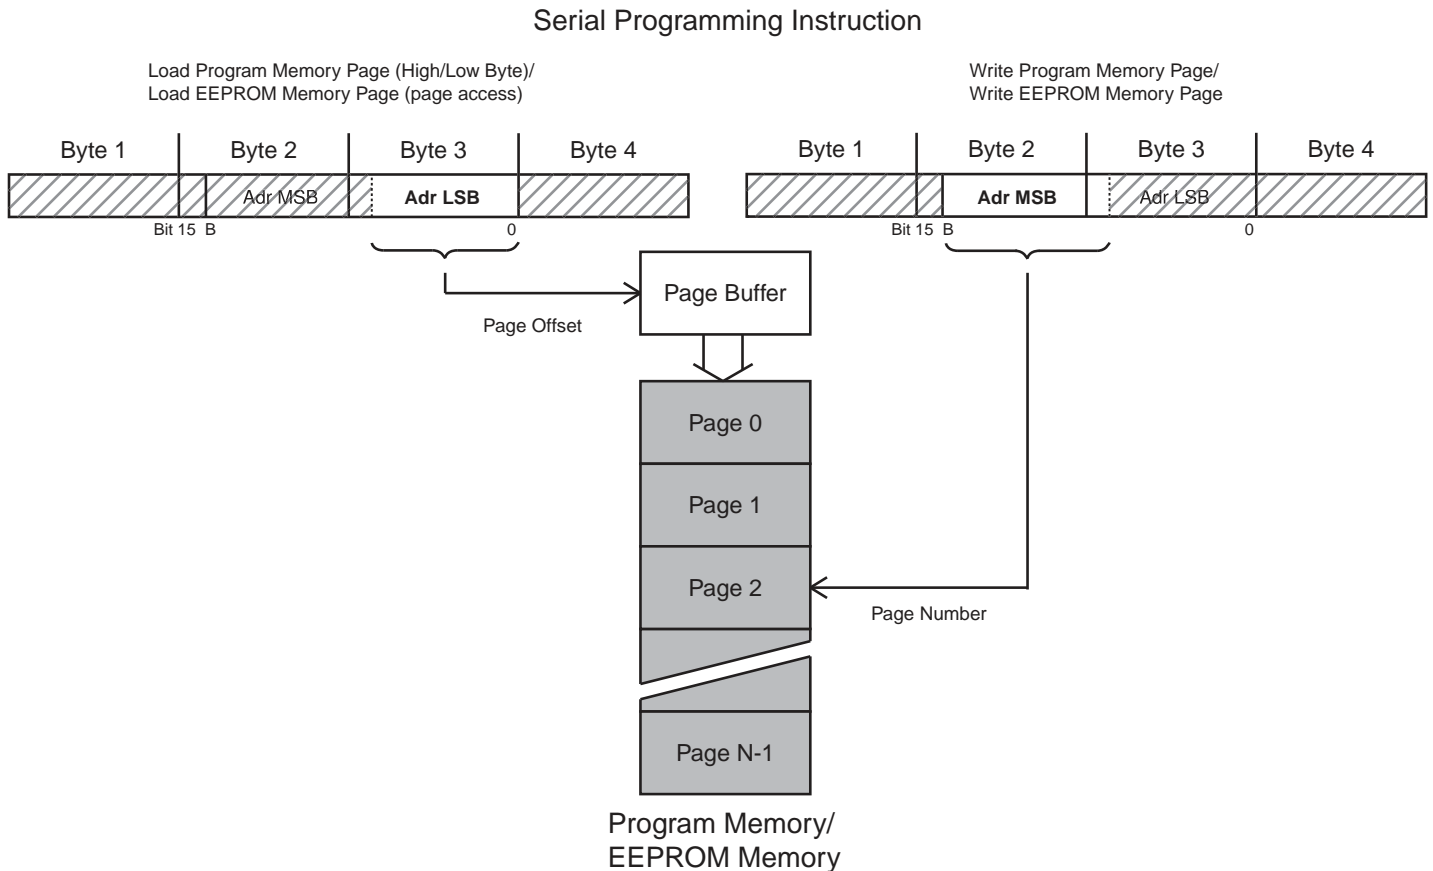 Serial Programming Instruction
Load Program Memory Page (High/Low Byte)/
Load EEPROM Memory Page (page access)
Write Program Memory Page/
Write EEPROM Memory Page
Byte 1 Byte 2 Byte 3 Byte 4
Byte 1 Byte 2 Byte 3 Byte 4
Adr MSB Adr LSB
Adr MSB Adr LSB
Bit 15 B 0
Bit 15 B 0
Page Buffer
Page Offset
Page 0
Page 1
Page 2
Page Number
Page N-1
Program Memory/
EEPROM Memory